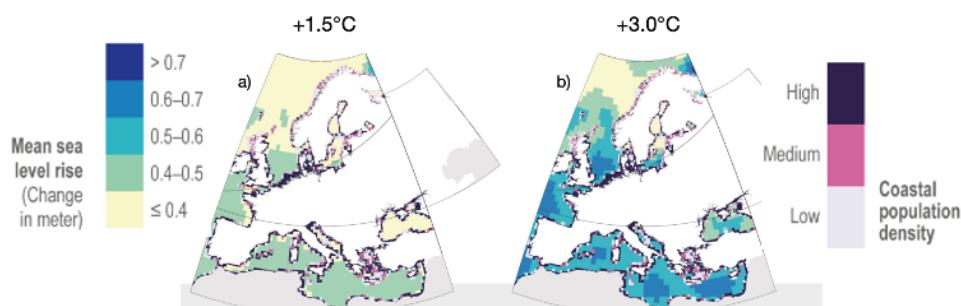 +1.5°C
+3.0°C
a)
b)
> 0.7
0.6–0.7
0.5–0.6
0.4–0.5
≤ 0.4
Mean sea
level rise
(Change
in meter)
High
Medium
Low
Coastal
population
density